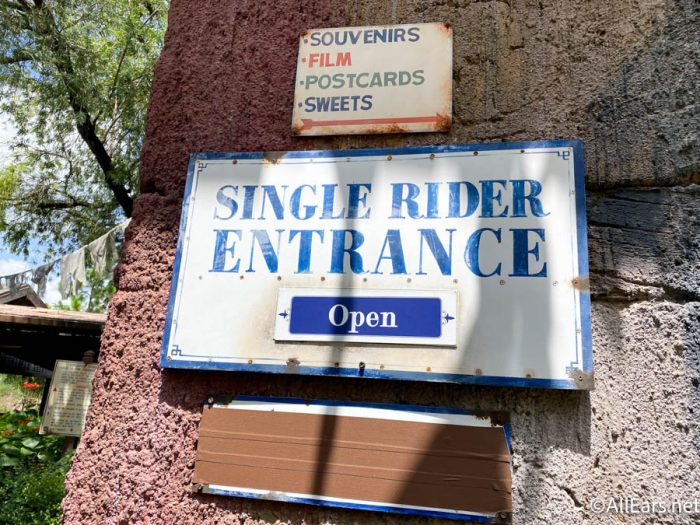 •SOUVENIRS
•FILM
•POSTCARDS
•SWEETS
SINGLE RIDER
ENTRANCE
Open
©AllEars.net